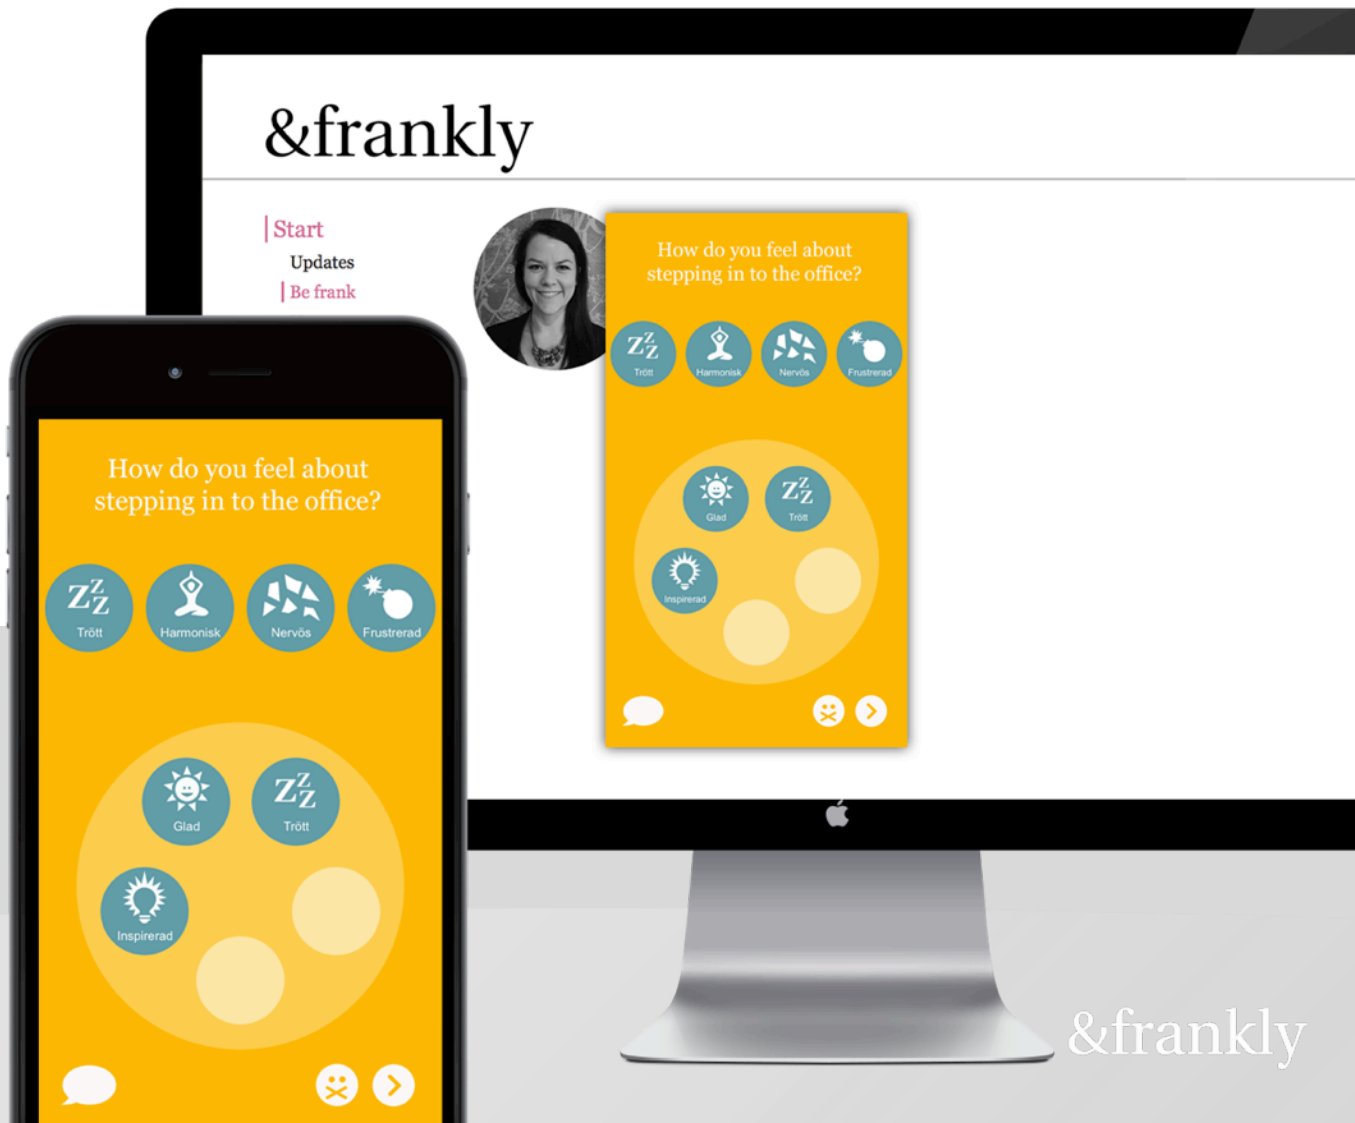 &frankly
Start
Updates
Be frank
How do you feel about
stepping in to the office?
Trött
Harmonisk
Nervös
Frustrerad
Glad
Trött
Inspirerad
How do you feel about
stepping in to the office?
Trött
Harmonisk
Nervös
Frustrerad
Glad
Trött
Inspirerad
&frankly